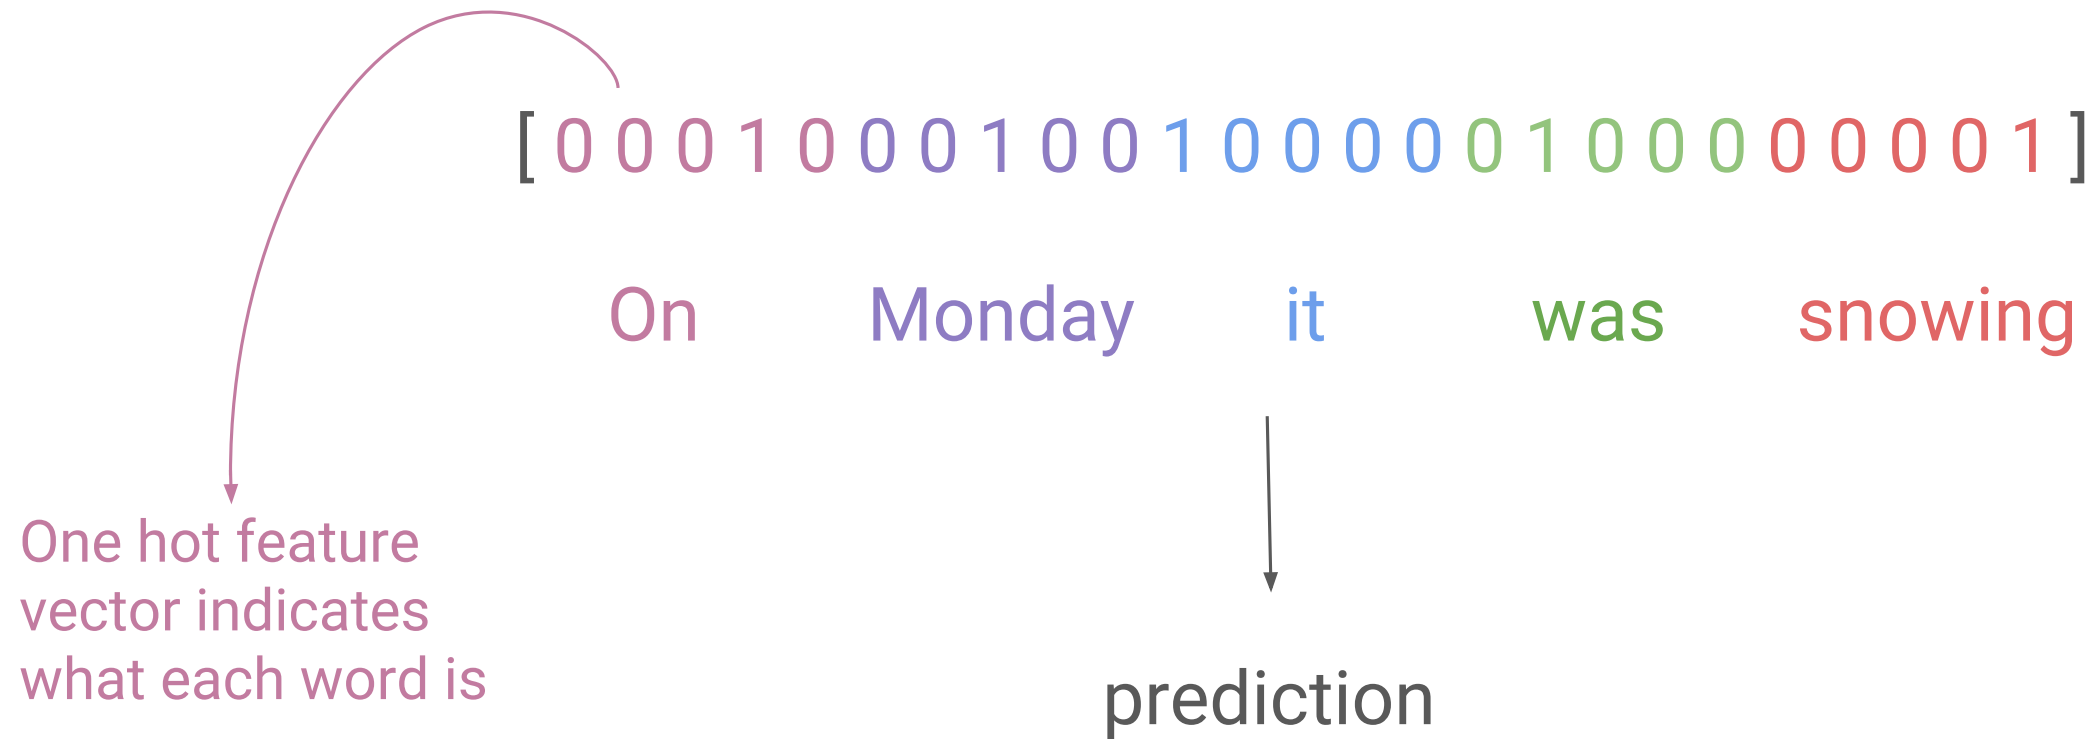 [ 0 0 0 1 0 0 0 1 0 0 1 0 0 0 0 0 1 0 0 0 0 0 0 0 1 ]
On Monday it was snowing
One hot feature
vector indicates
what each word is
prediction